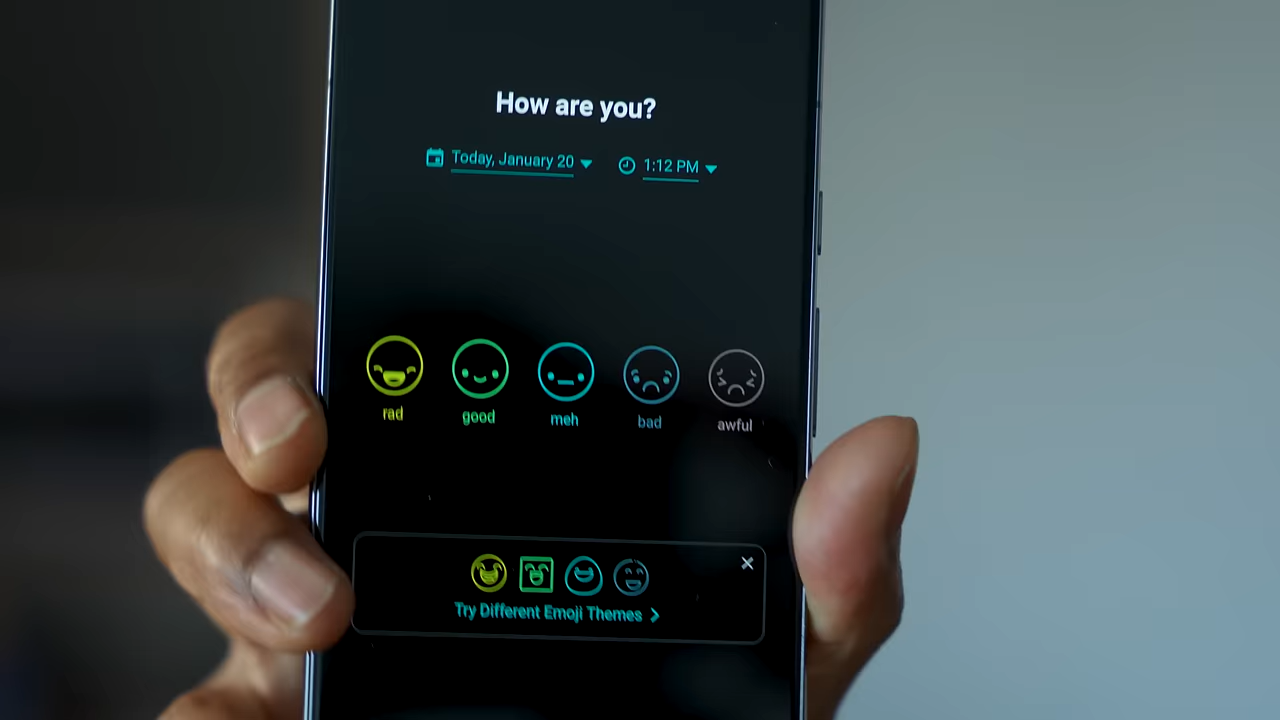 How are you?
Today, January 20 1:12 PM
rad good meh bad awful
Try Different Emoji Themes